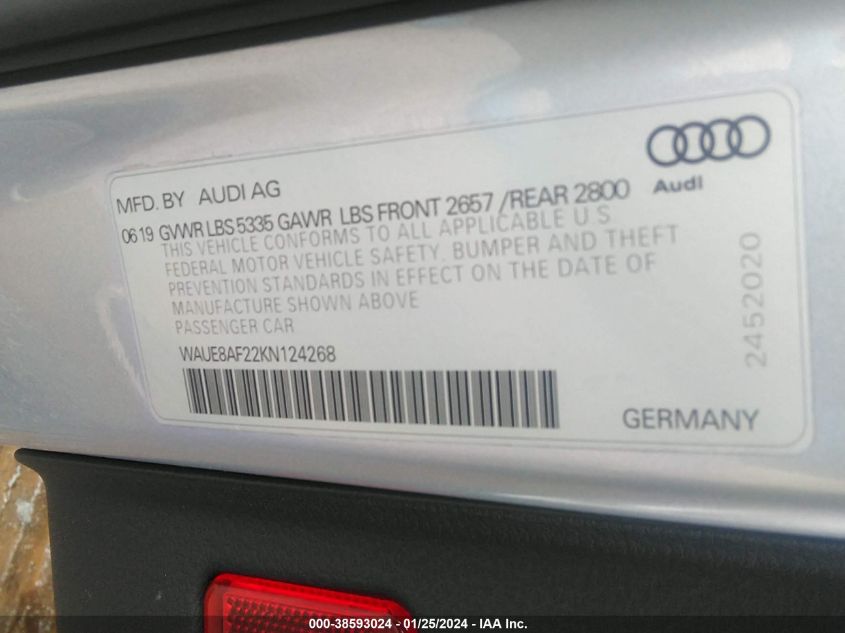 Audi
MFD. BY AUDI AG
06 19 GVWR LBS 5335 GAWR LBS FRONT 2657 /REAR 2800
THIS VEHICLE CONFORMS TO ALL APPLICABLE U S
FEDERAL MOTOR VEHICLE SAFETY, BUMPER AND THEFT
PREVENTION STANDARDS IN EFFECT ON THE DATE OF
MANUFACTURE SHOWN ABOVE
PASSENGER CAR
WAUE8AF22KN124268
2452020
GERMANY
000-38593024 - 01/25/2024 - IAA Inc.